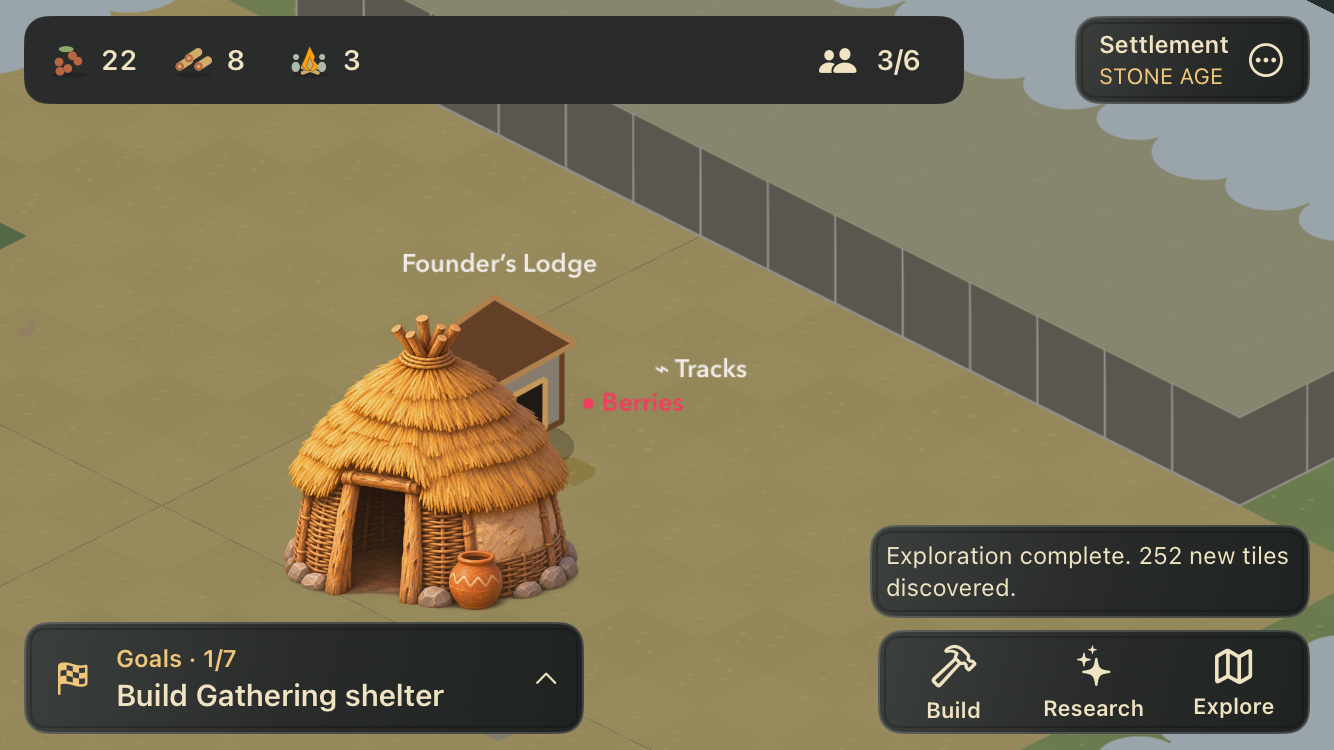 22
8
3
3/6
Settlement
STONE AGE
Founder’s Lodge
Tracks
Berries
Exploration complete. 252 new tiles
discovered.
Goals · 1/7
Build Gathering shelter
Build
Research
Explore